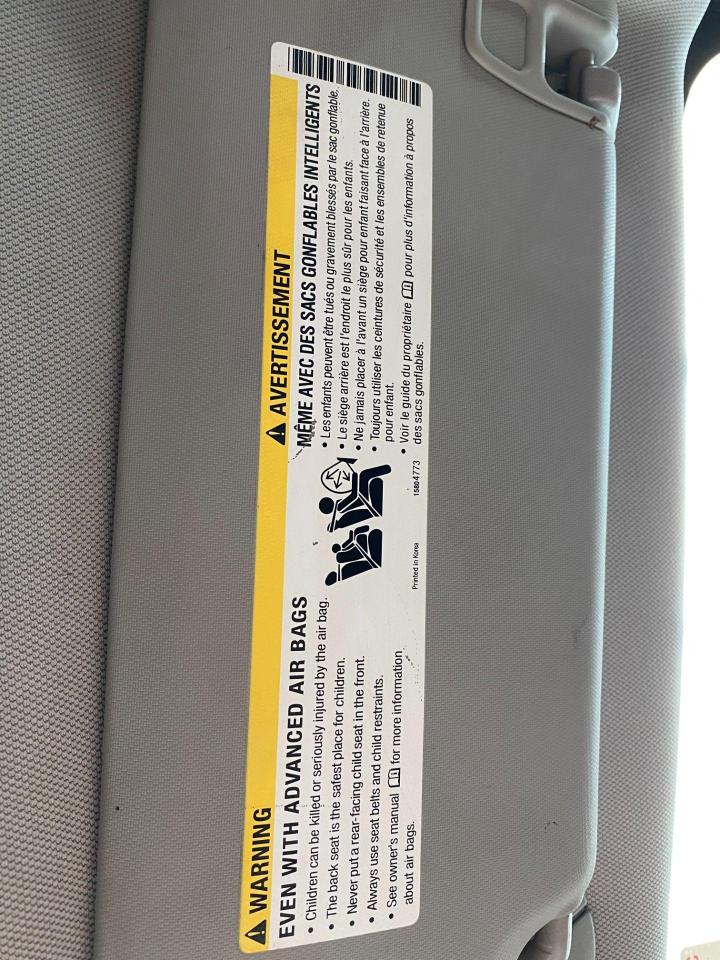 ⚠ WARNING
EVEN WITH ADVANCED AIR BAGS
• Children can be killed or seriously injured by the air bag.
• The back seat is the safest place for children.
• Never put a rear-facing child seat in the front.
• Always use seat belts and child restraints.
• See owner's manual for more information
about air bags.
Printed in Korea
15804773
⚠ AVERTISSEMENT
MÊME AVEC DES SACS GONFLABLES INTELLIGENTS
• Les enfants peuvent être tués ou gravement blessés par le sac gonflable.
• Le siège arrière est l'endroit le plus sûr pour les enfants.
• Ne jamais placer à l'avant un siège pour enfant faisant face à l'arrière.
• Toujours utiliser les ceintures de sécurité et les ensembles de retenue
pour enfant.
• Voir le guide du propriétaire pour plus d'information à propos
des sacs gonflables.